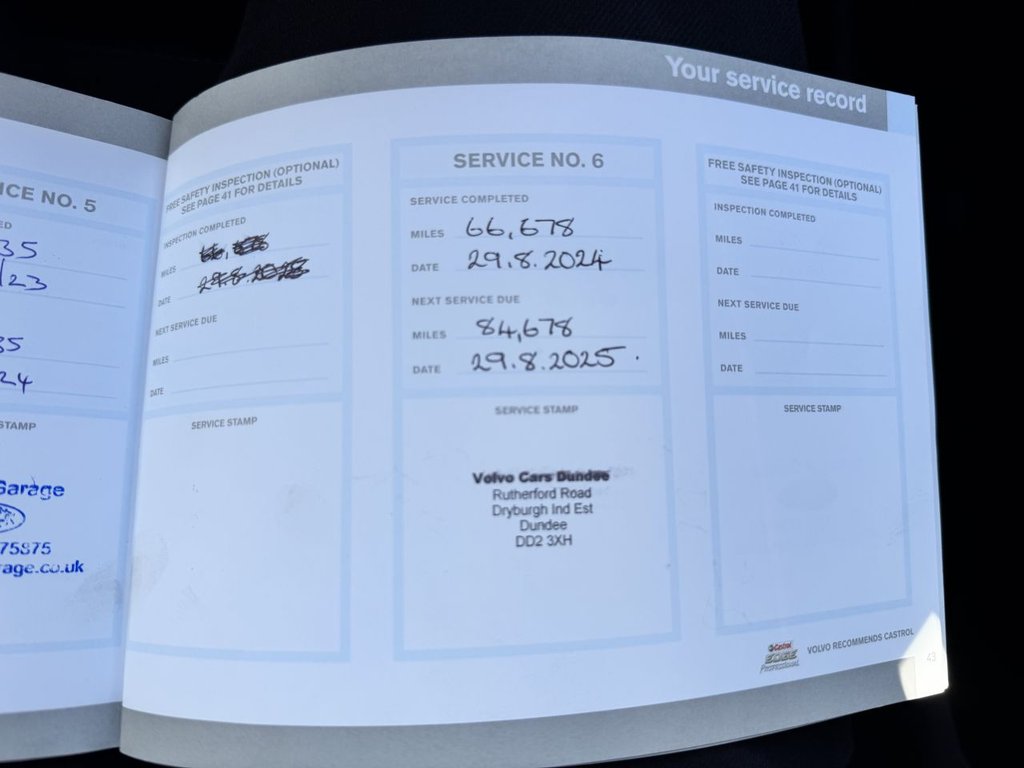 Your service record
ICE NO. 5
ED
35
/23
35
24
STAMP
Garage
75875
age.co.uk
FREE SAFETY INSPECTION (OPTIONAL)
SEE PAGE 41 FOR DETAILS
INSPECTION COMPLETED
MILES
DATE
NEXT SERVICE DUE
MILES
DATE
SERVICE STAMP
SERVICE NO. 6
SERVICE COMPLETED
MILES 66,678
DATE 29.8.2024
NEXT SERVICE DUE
MILES 84,678
DATE 29.8.2025.
SERVICE STAMP
Volvo Cars Dundee
Rutherford Road
Dryburgh Ind Est
Dundee
DD2 3XH
FREE SAFETY INSPECTION (OPTIONAL)
SEE PAGE 41 FOR DETAILS
INSPECTION COMPLETED
MILES
DATE
NEXT SERVICE DUE
MILES
DATE
SERVICE STAMP
Castrol
EDGE
Professional
VOLVO RECOMMENDS CASTROL
43